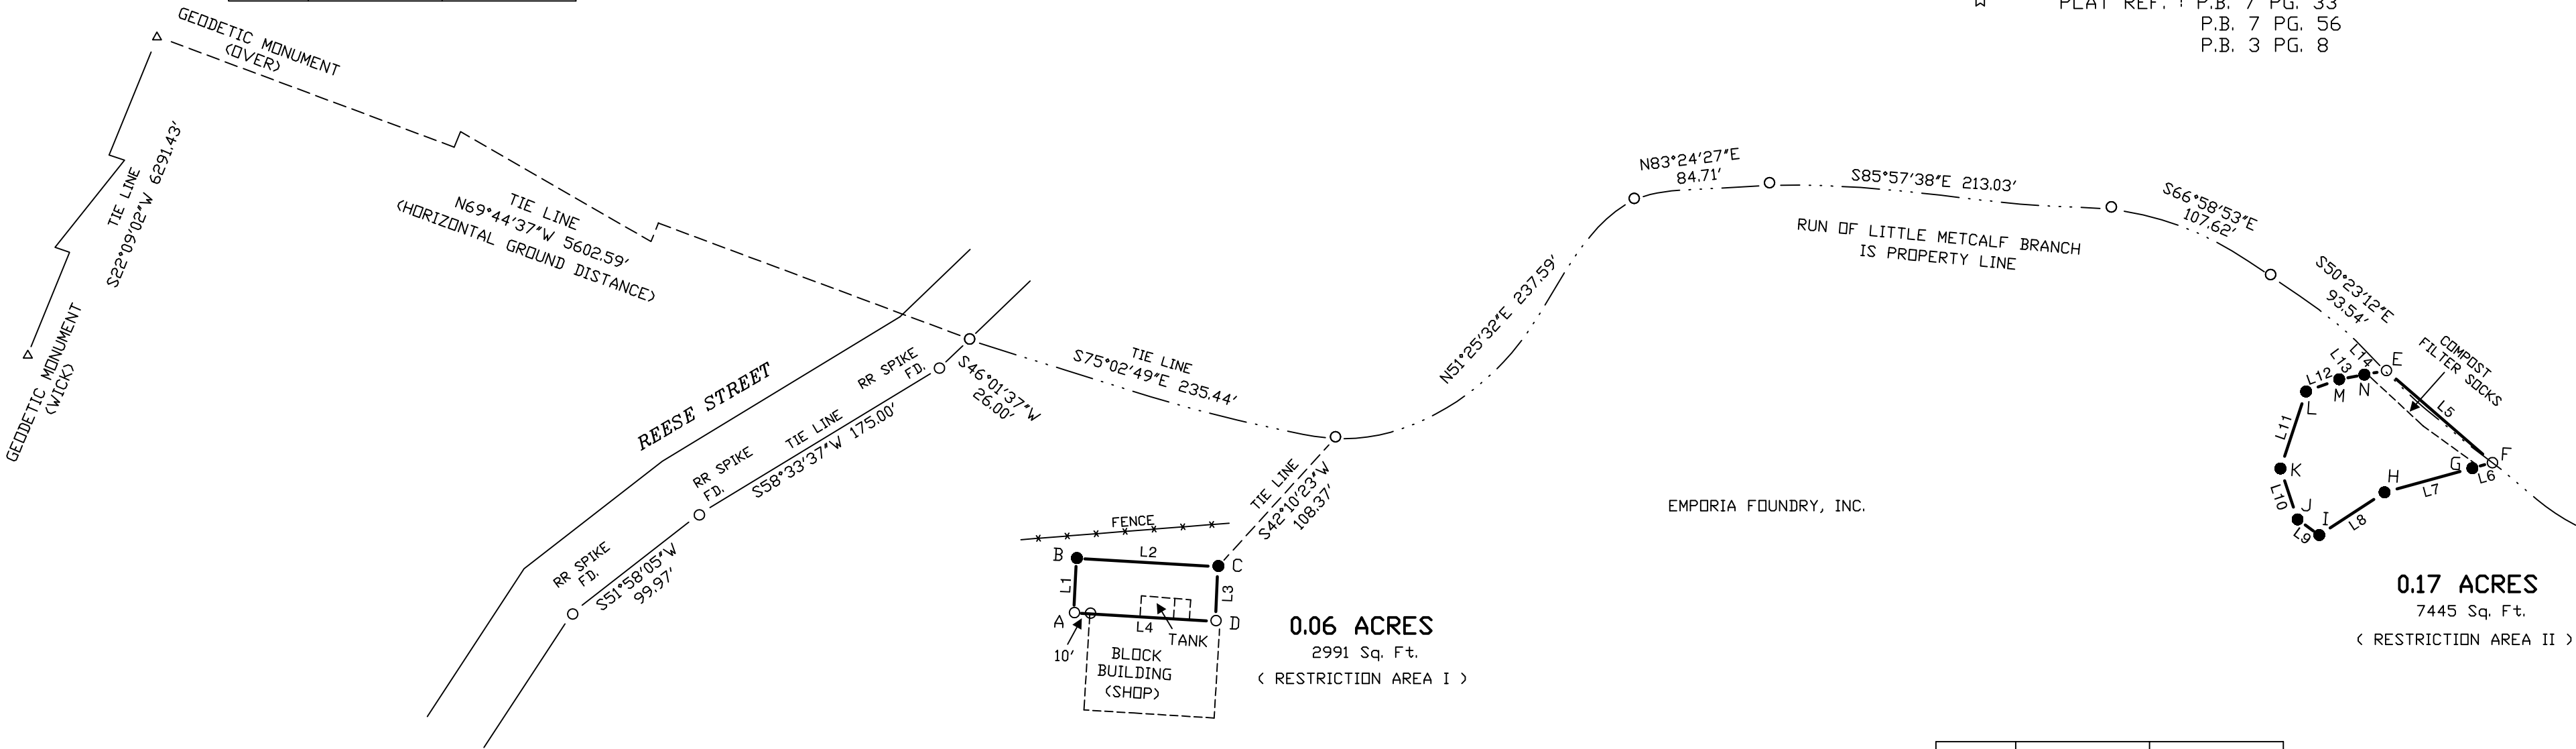 PLAT REF. : P.B. 7 PG. 33
P.B. 7 PG. 56
P.B. 3 PG. 8
GEODETIC MONUMENT
(OVER)
TIE LINE
S22°09'02"W 6291.43'
GEODETIC MONUMENT
(WICK)
TIE LINE
N69°44'37"W 5602.59'
(HORIZONTAL GROUND DISTANCE)
REESE STREET
RR SPIKE
FD.
S46°01'37"W
26.00'
TIE LINE
S58°33'37"W 175.00'
RR SPIKE
FD.
RR SPIKE
FD.
S51°58'05"W
99.97'
TIE LINE
S75°02'49"E 235.44'
TIE LINE
S42°10'23"W
108.37'
N51°25'32"E 237.59'
N83°24'27"E
84.71'
S85°57'38"E 213.03'
RUN OF LITTLE METCALF BRANCH
IS PROPERTY LINE
S66°58'53"E
107.62'
S50°23'12"E
93.54'
COMPOST
FILTER SOCKS
EMPORIA FOUNDRY, INC.
FENCE
B
L2
C
L1
L3
A
L4
D
10'
TANK
BLOCK
BUILDING
(SHOP)
0.06 ACRES
2991 Sq. Ft.
( RESTRICTION AREA I )
E
L14
L13
L12
L
M
N
L5
F
G
L6
L11
H
L7
K
L10
J
I
L8
L9
0.17 ACRES
7445 Sq. Ft.
( RESTRICTION AREA II )